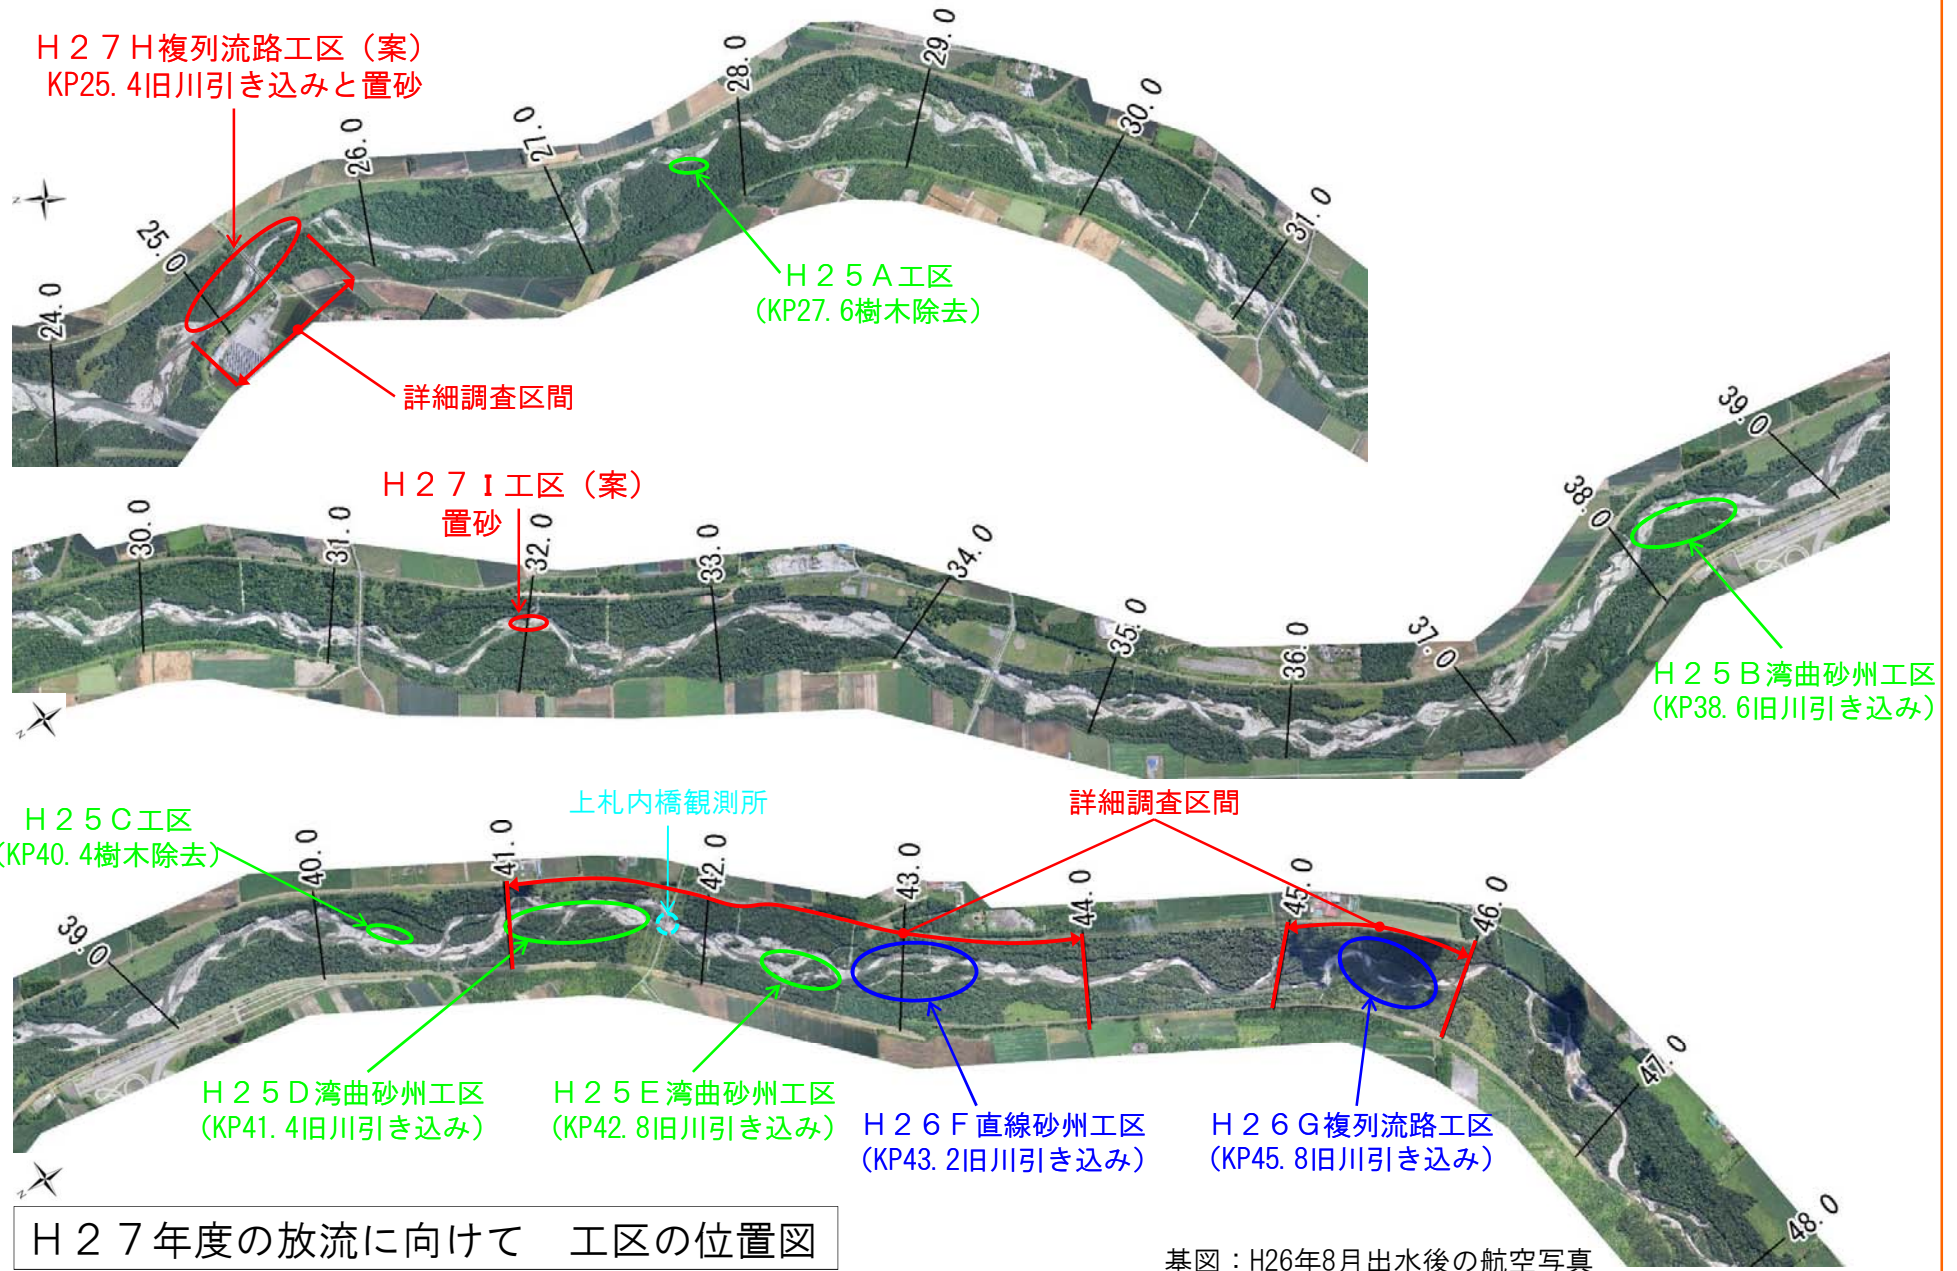 H27H複列流路工区（案）
KP25.4旧川引き込みと置砂
24.0
25.0
26.0
27.0
28.0
29.0
30.0
31.0
N
H25A工区
(KP27.6樹木除去)
詳細調査区間
H27I工区（案）
置砂
30.0
31.0
32.0
33.0
34.0
35.0
36.0
37.0
38.0
39.0
N
H25B湾曲砂州工区
(KP38.6旧川引き込み)
H25C工区
(KP40.4樹木除去)
上札内橋観測所
詳細調査区間
39.0
40.0
41.0
42.0
43.0
44.0
45.0
46.0
47.0
48.0
H25D湾曲砂州工区
(KP41.4旧川引き込み)
H25E湾曲砂州工区
(KP42.8旧川引き込み)
H26F直線砂州工区
(KP43.2旧川引き込み)
H26G複列流路工区
(KP45.8旧川引き込み)
N
H27年度の放流に向けて　工区の位置図
基図：H26年8月出水後の航空写真